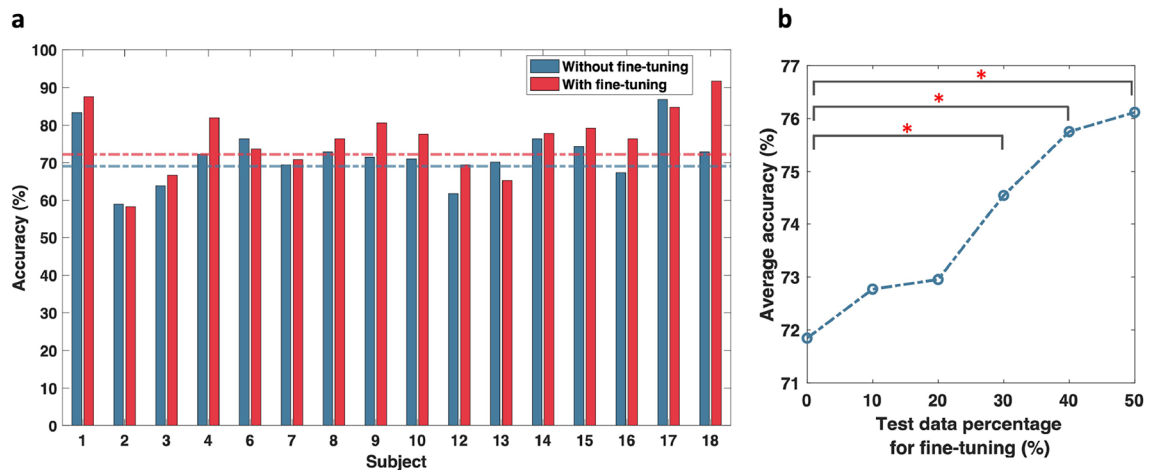 a
100
90
80
70
60
50
40
30
20
10
0
Accuracy (%)
Without fine-tuning
With fine-tuning
1 2 3 4 6 7 8 9 10 12 13 14 15 16 17 18
Subject
b
77
76
75
74
73
72
71
Average accuracy (%)
*
*
*
0 10 20 30 40 50
Test data percentage
for fine-tuning (%)